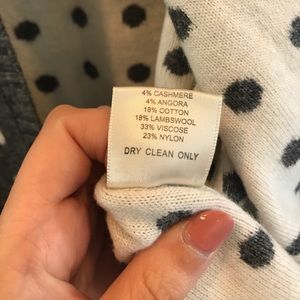 4% CASHMERE
4% ANGORA
18% COTTON
18% LAMBSWOOL
33% VISCOSE
23% NYLON
DRY CLEAN ONLY